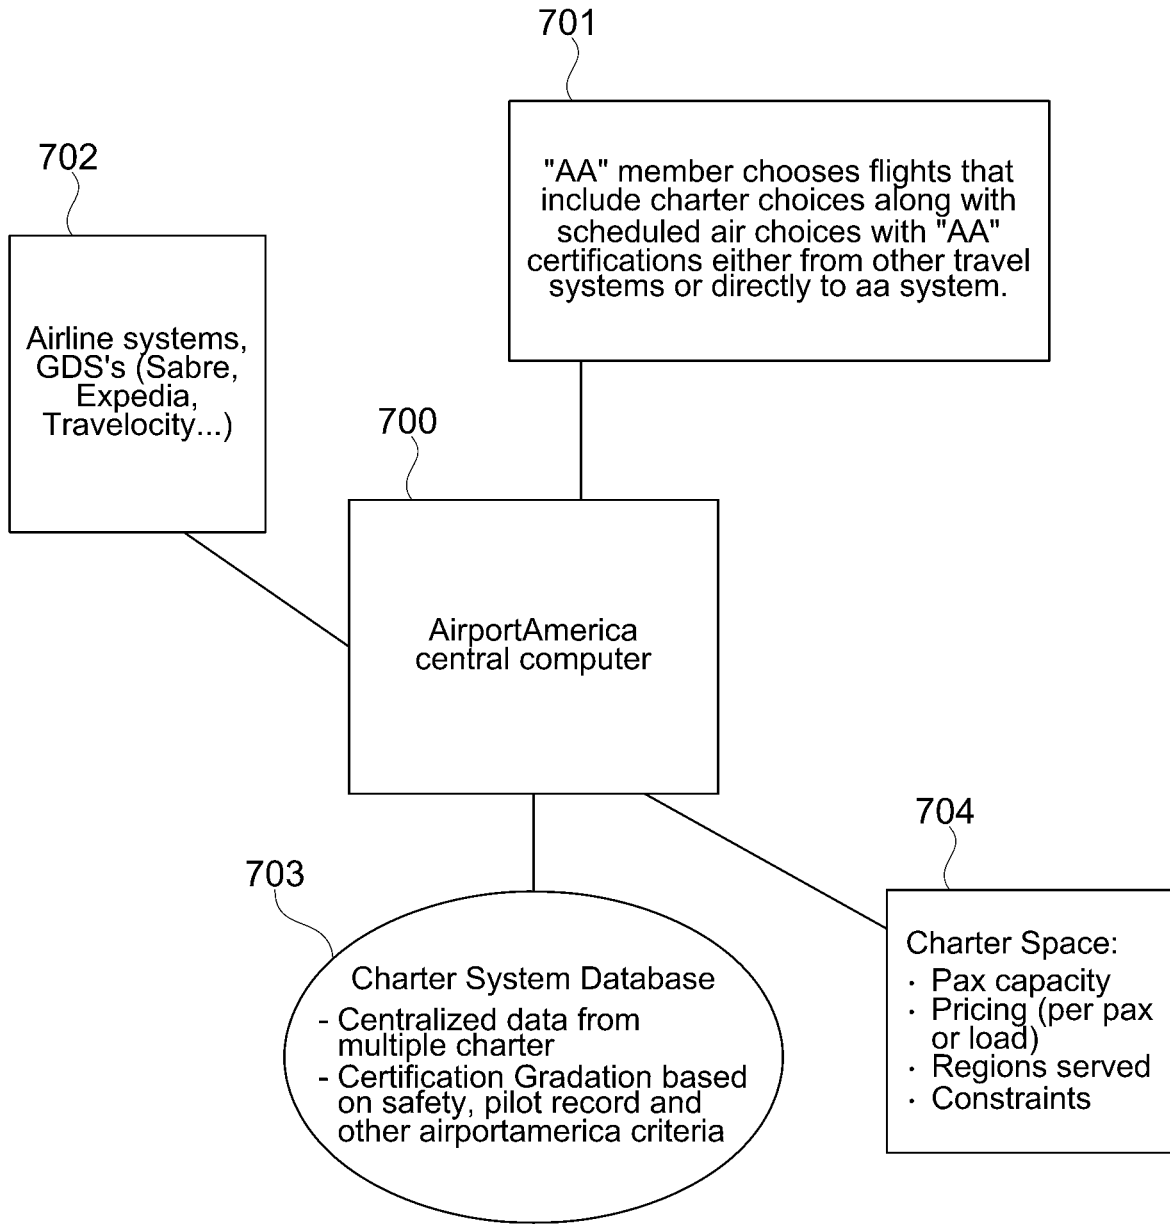 701
"AA" member chooses flights that
include charter choices along with
scheduled air choices with "AA"
certifications either from other travel
systems or directly to aa system.
702
Airline systems,
GDS's (Sabre,
Expedia,
Travelocity...)
700
AirportAmerica
central computer
703
Charter System Database
- Centralized data from
multiple charter
- Certification Gradation based
on safety, pilot record and
other airportamerica criteria
704
Charter Space:
· Pax capacity
· Pricing (per pax
or load)
· Regions served
· Constraints